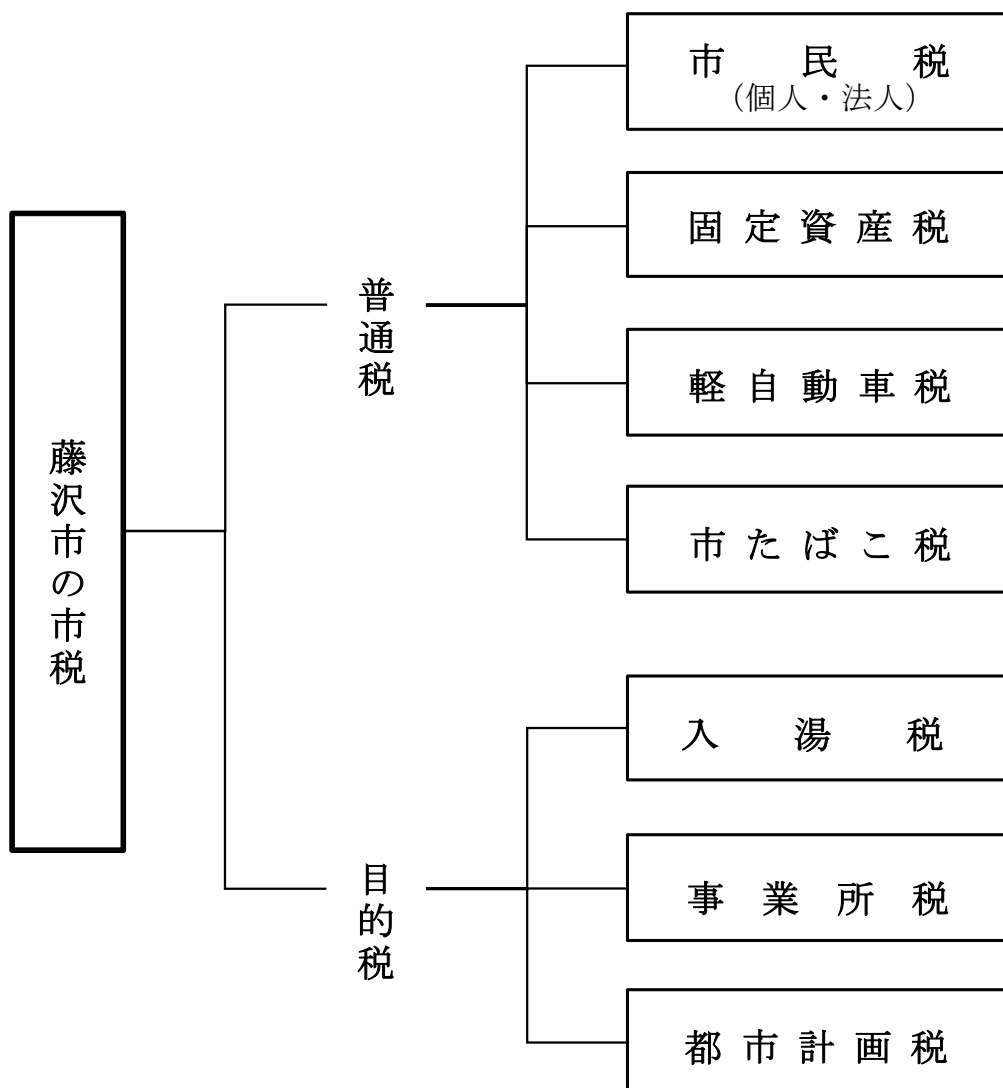 藤沢市の市税
普通税
市民税
（個人・法人）
固定資産税
軽自動車税
市たばこ税
目的税
入湯税
事業所税
都市計画税